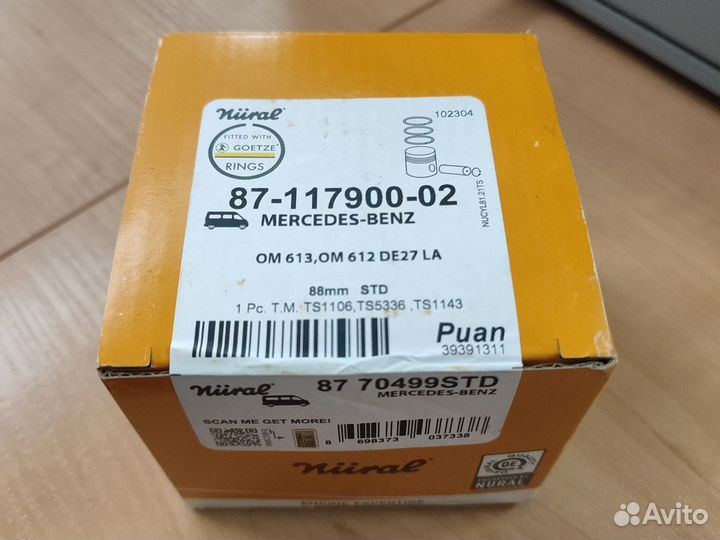 Nüral
102304
FITTED WITH
GOETZE
RINGS
87-117900-02
MERCEDES-BENZ
NUCYL81.21TS
OM 613,OM 612 DE27 LA
88mm STD
1 Pc. T.M. TS1106,TS5336 ,TS1143
Puan
39391311
Nüral
87 70499STD
MERCEDES-BENZ
SCAN ME GET MORE!
8 698373 037338
Nüral
NURAL
Avito